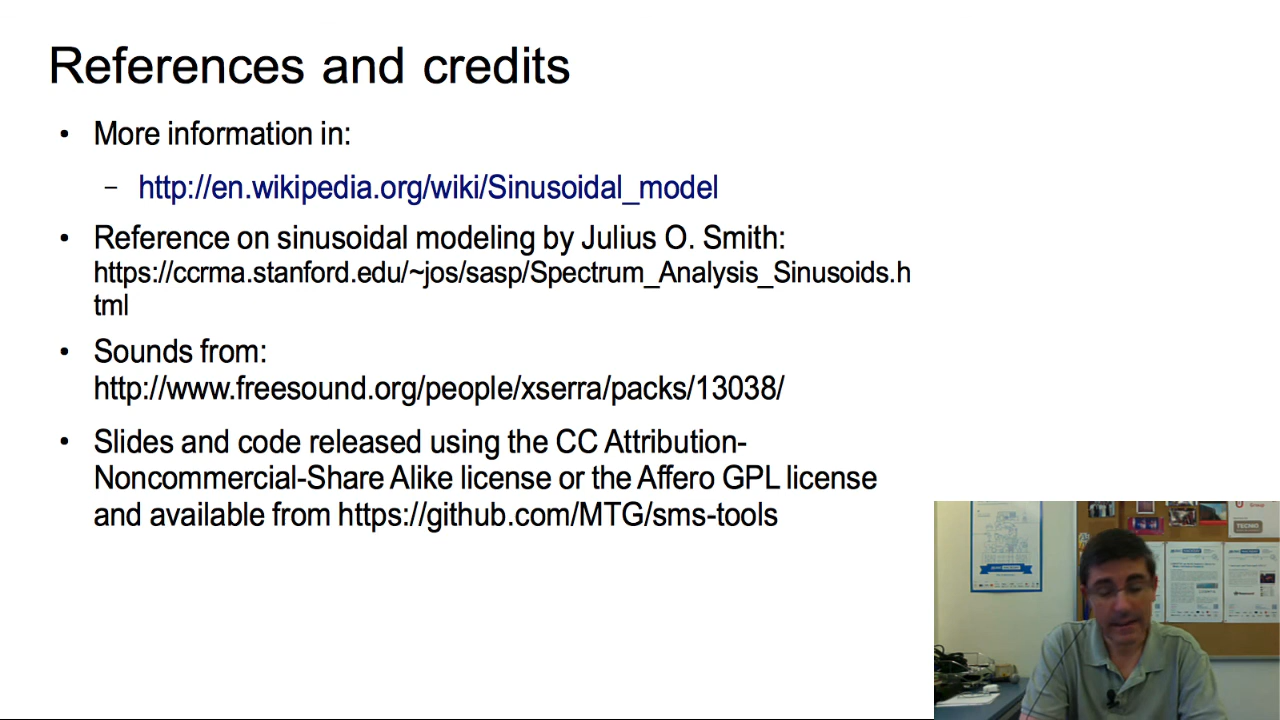 References and credits
• More information in:
– http://en.wikipedia.org/wiki/Sinusoidal_model
• Reference on sinusoidal modeling by Julius O. Smith:
https://ccrma.stanford.edu/~jos/sasp/Spectrum_Analysis_Sinusoids.h
tml
• Sounds from:
http://www.freesound.org/people/xserra/packs/13038/
• Slides and code released using the CC Attribution-
Noncommercial-Share Alike license or the Affero GPL license
and available from https://github.com/MTG/sms-tools
Group
TECNO